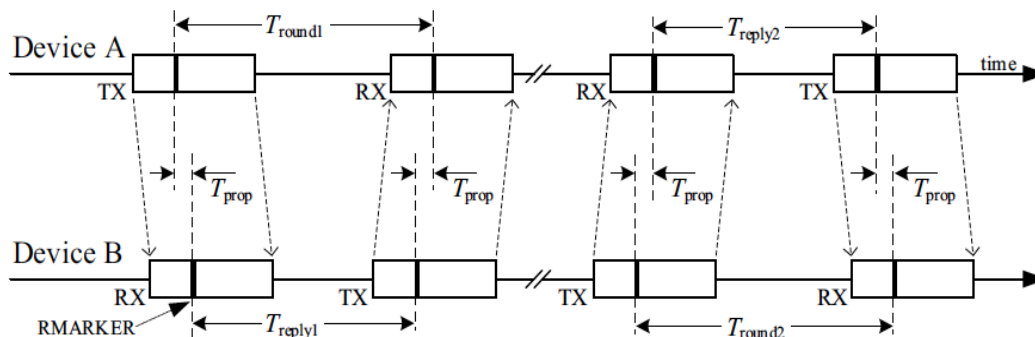 Tround1
Treply2
Device A
time
TX
RX
RX
TX
Tprop
Tprop
Tprop
Tprop
Device B
RX
TX
TX
RX
RMARKER
Treply1
Tround2